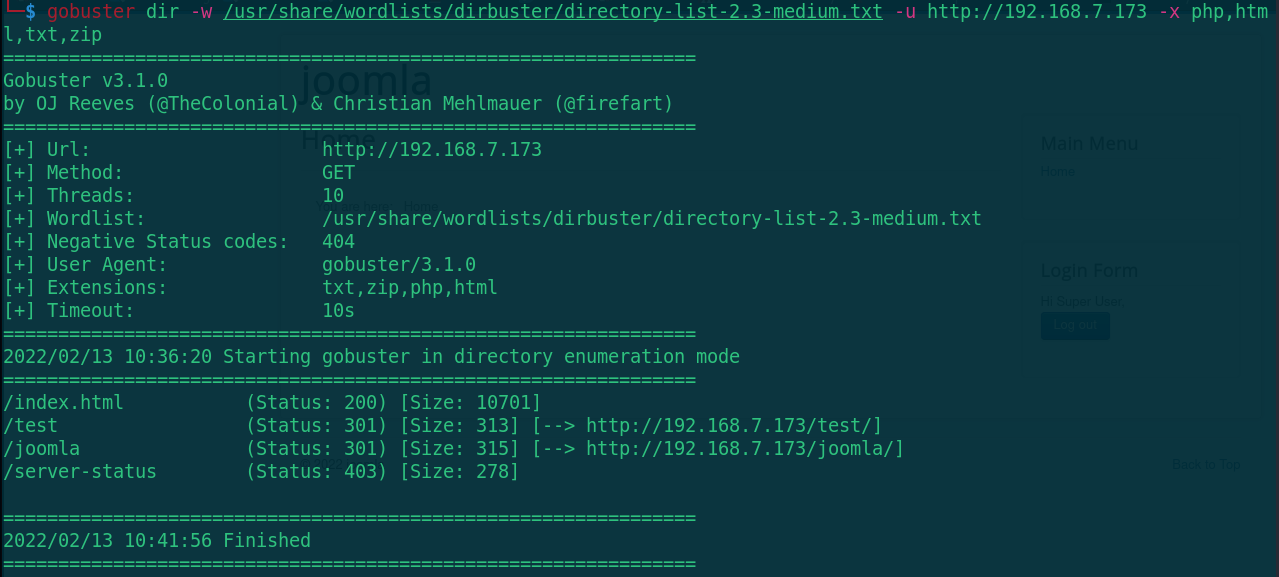 └─$ gobuster dir -w /usr/share/wordlists/dirbuster/directory-list-2.3-medium.txt -u http://192.168.7.173 -x php,htm
l,txt,zip
===============================================================
Gobuster v3.1.0
joomla
by OJ Reeves (@TheColonial) & Christian Mehlmauer (@firefart)
===============================================================
Home
Main Menu
[+] Url:                     http://192.168.7.173
[+] Method:                  GET
Home
[+] Threads:                 10
Home
[+] Wordlist:                /usr/share/wordlists/dirbuster/directory-list-2.3-medium.txt
[+] Negative Status codes:   404
[+] User Agent:              gobuster/3.1.0
Login Form
[+] Extensions:              txt,zip,php,html
Hi Super User,
[+] Timeout:                 10s
Log out
===============================================================
2022/02/13 10:36:20 Starting gobuster in directory enumeration mode
===============================================================
/index.html           (Status: 200) [Size: 10701]
/test                 (Status: 301) [Size: 313] [--> http://192.168.7.173/test/]
/joomla               (Status: 301) [Size: 315] [--> http://192.168.7.173/joomla/]
/server-status        (Status: 403) [Size: 278]
Back to Top
===============================================================
2022/02/13 10:41:56 Finished
===============================================================